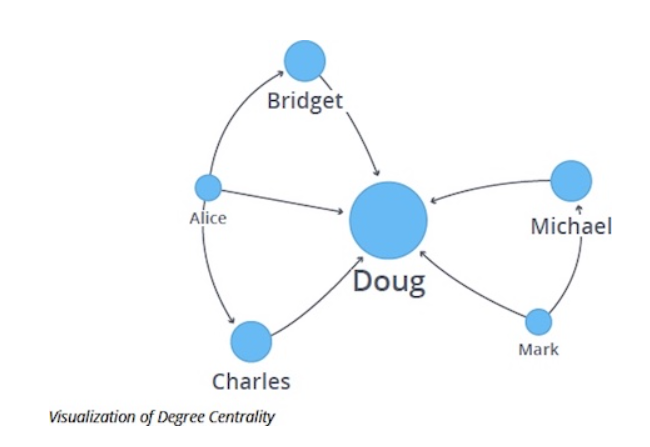 Bridget
Alice
Michael
Doug
Mark
Charles
Visualization of Degree Centrality